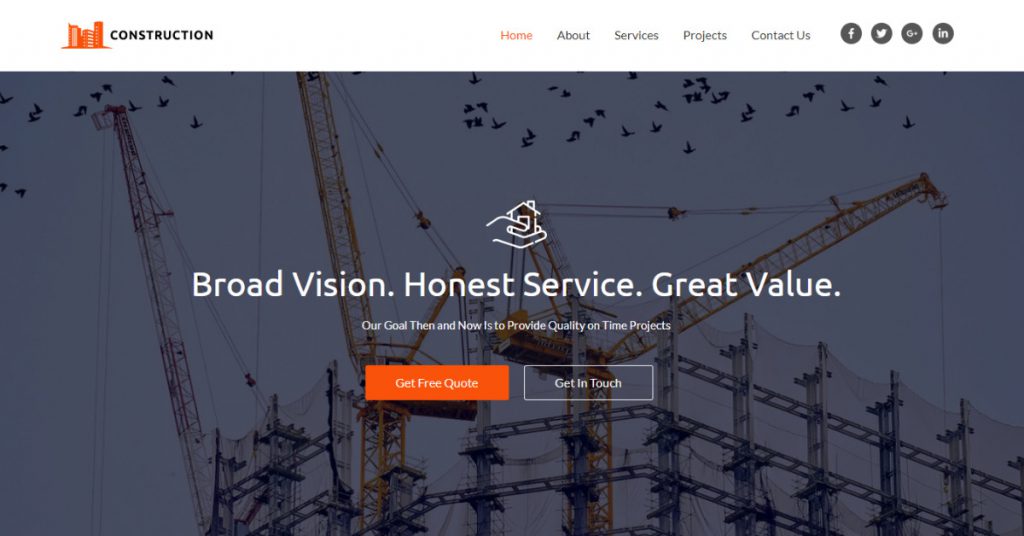 CONSTRUCTION
Home About Services Projects Contact Us
Broad Vision. Honest Service. Great Value.
Our Goal Then and Now Is to Provide Quality on Time Projects
Get Free Quote Get In Touch